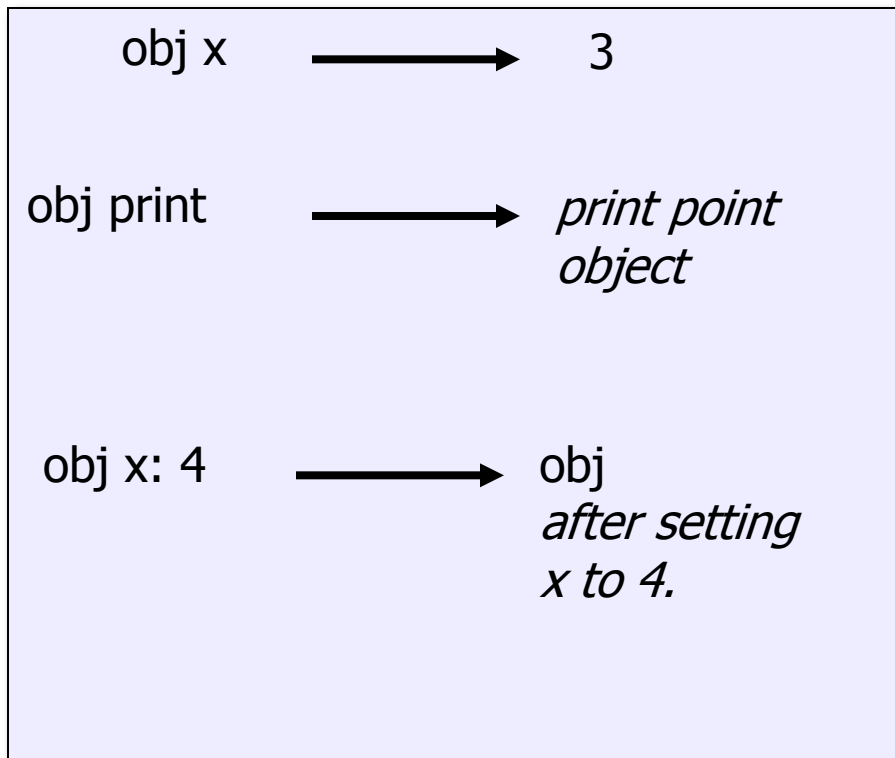 obj x 3
obj print print point
object
obj x: 4 obj
after setting
x to 4.